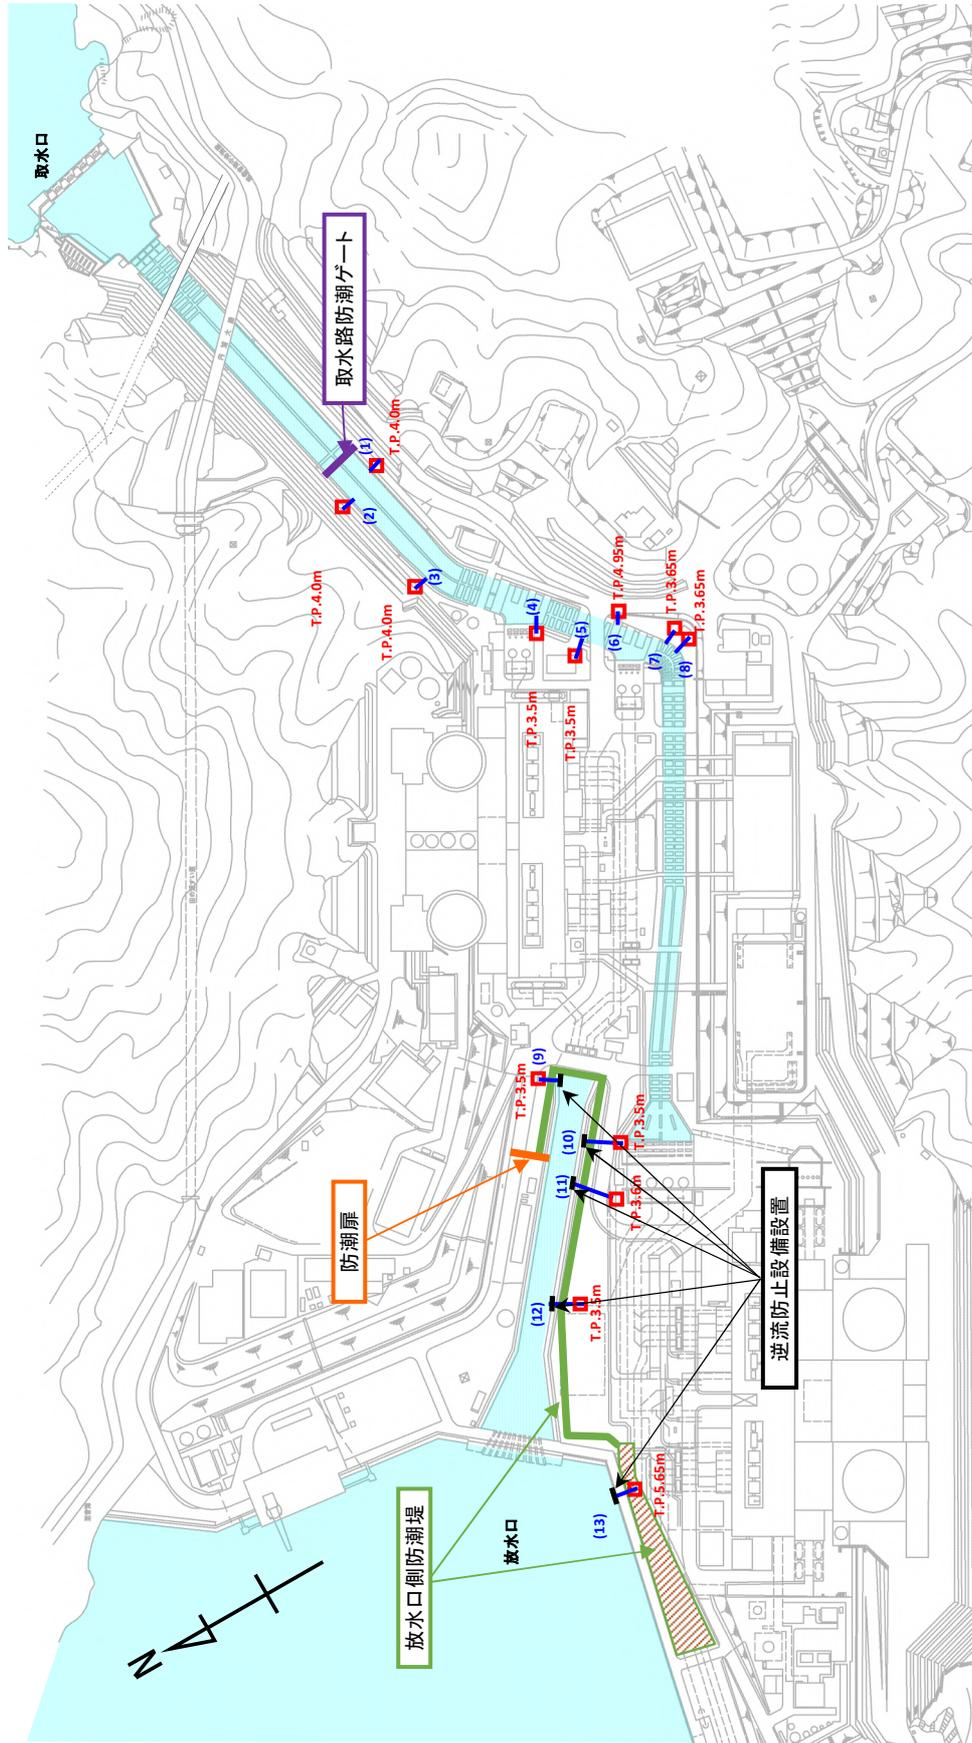 取水口
取水路防潮ゲート
(1)
T.P.4.0m
(2)
T.P.4.0m
(3)
T.P.4.0m
(4)
T.P.3.5m
(5)
T.P.3.5m
(6)
T.P.4.95m
(7)
T.P.3.65m
(8)
T.P.3.65m
(9)
T.P.3.5m
(10)
T.P.3.5m
(11)
T.P.3.6m
(12)
T.P.3.5m
(13)
T.P.5.65m
防潮扉
逆流防止設備設置
放水口側防潮堤
放水口
N